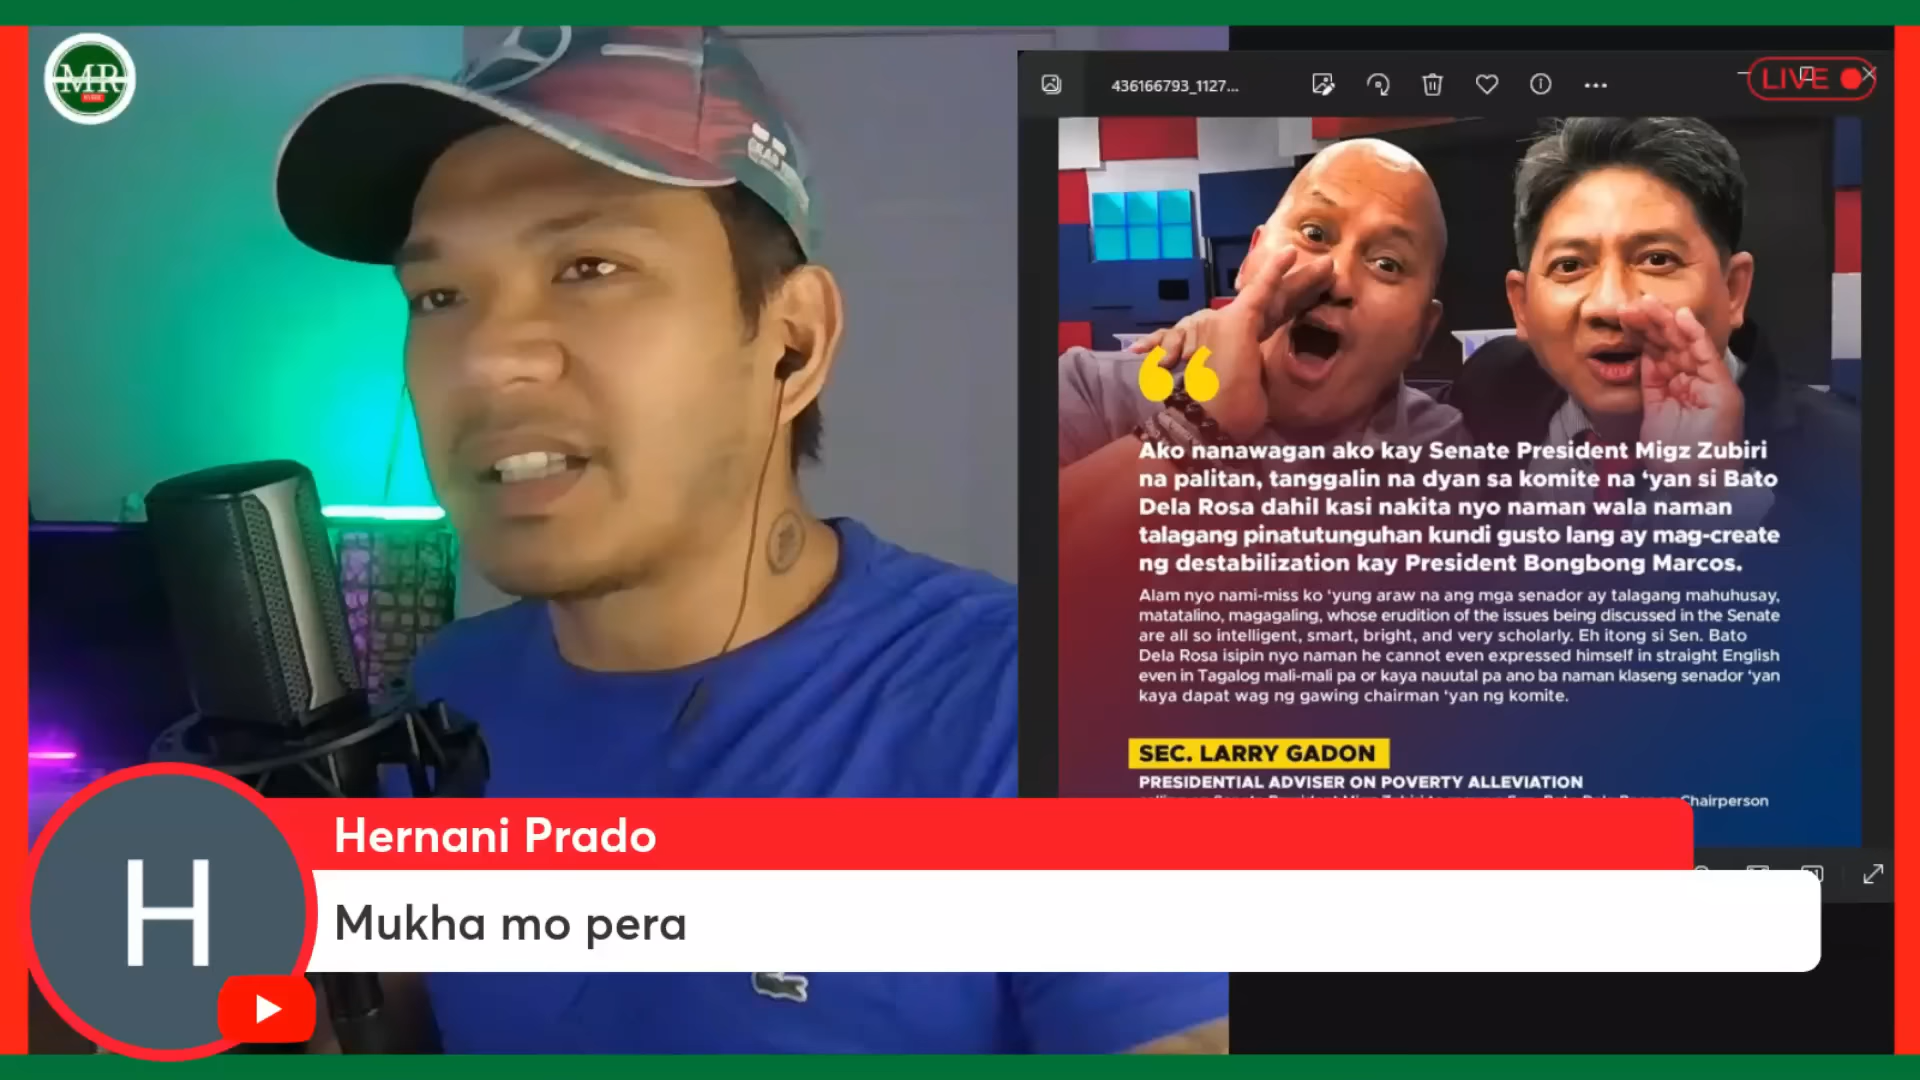 MR
436166793_1127...
LIVE
Ako nanawagan ako kay Senate President Migz Zubiri
na palitan, tanggalin na dyan sa komite na ‘yan si Bato
Dela Rosa dahil kasi nakita nyo naman wala naman
talagang pinatutunguhan kundi gusto lang ay mag-create
ng destabilization kay President Bongbong Marcos.
Alam nyo nami-miss ko ‘yung araw na ang mga senador ay talagang mahuhusay,
matatalino, magagaling, whose erudition of the issues being discussed in the Senate
are all so intelligent, smart, bright, and very scholarly. Eh itong si Sen. Bato
Dela Rosa isipin nyo naman he cannot even expressed himself in straight English
even in Tagalog mali-mali pa or kaya nauutal pa ano ba naman klaseng senador ‘yan
kaya dapat wag ng gawing chairman ‘yan ng komite.
SEC. LARRY GADON
PRESIDENTIAL ADVISER ON POVERTY ALLEVIATION
Chairperson
Hernani Prado
H
Mukha mo pera